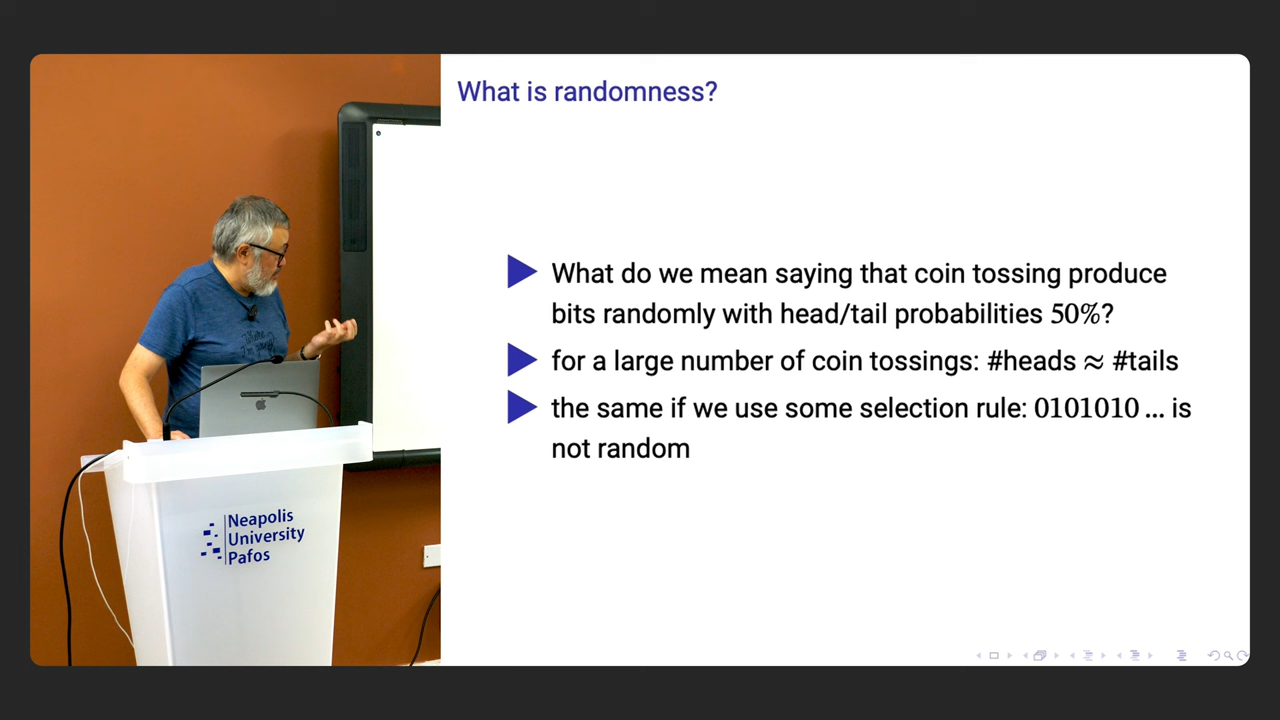 What is randomness?
What do we mean saying that coin tossing produce
bits randomly with head/tail probabilities 50%?
for a large number of coin tossings: #heads ≈ #tails
the same if we use some selection rule: 0101010 ... is
not random
Neapolis
University
Pafos